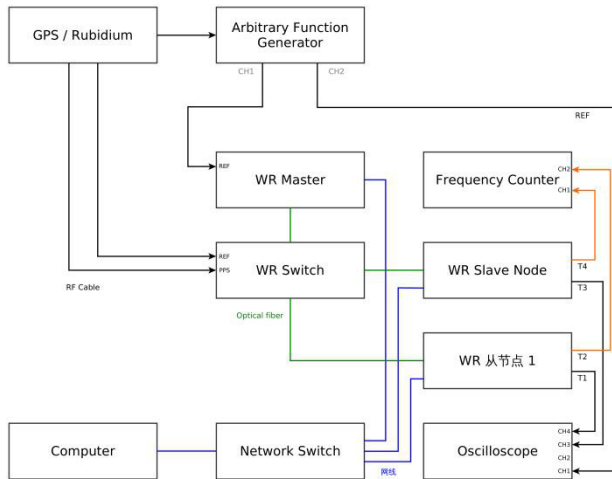 GPS / Rubidium
Arbitrary Function
Generator
CH1
CH2
REF
REF
WR Master
Frequency Counter
CH2
CH1
REF
PPS
WR Switch
WR Slave Node
T4
T3
RF Cable
Optical fiber
WR 从节点 1
T2
T1
Computer
Network Switch
网线
Oscilloscope
CH4
CH3
CH2
CH1